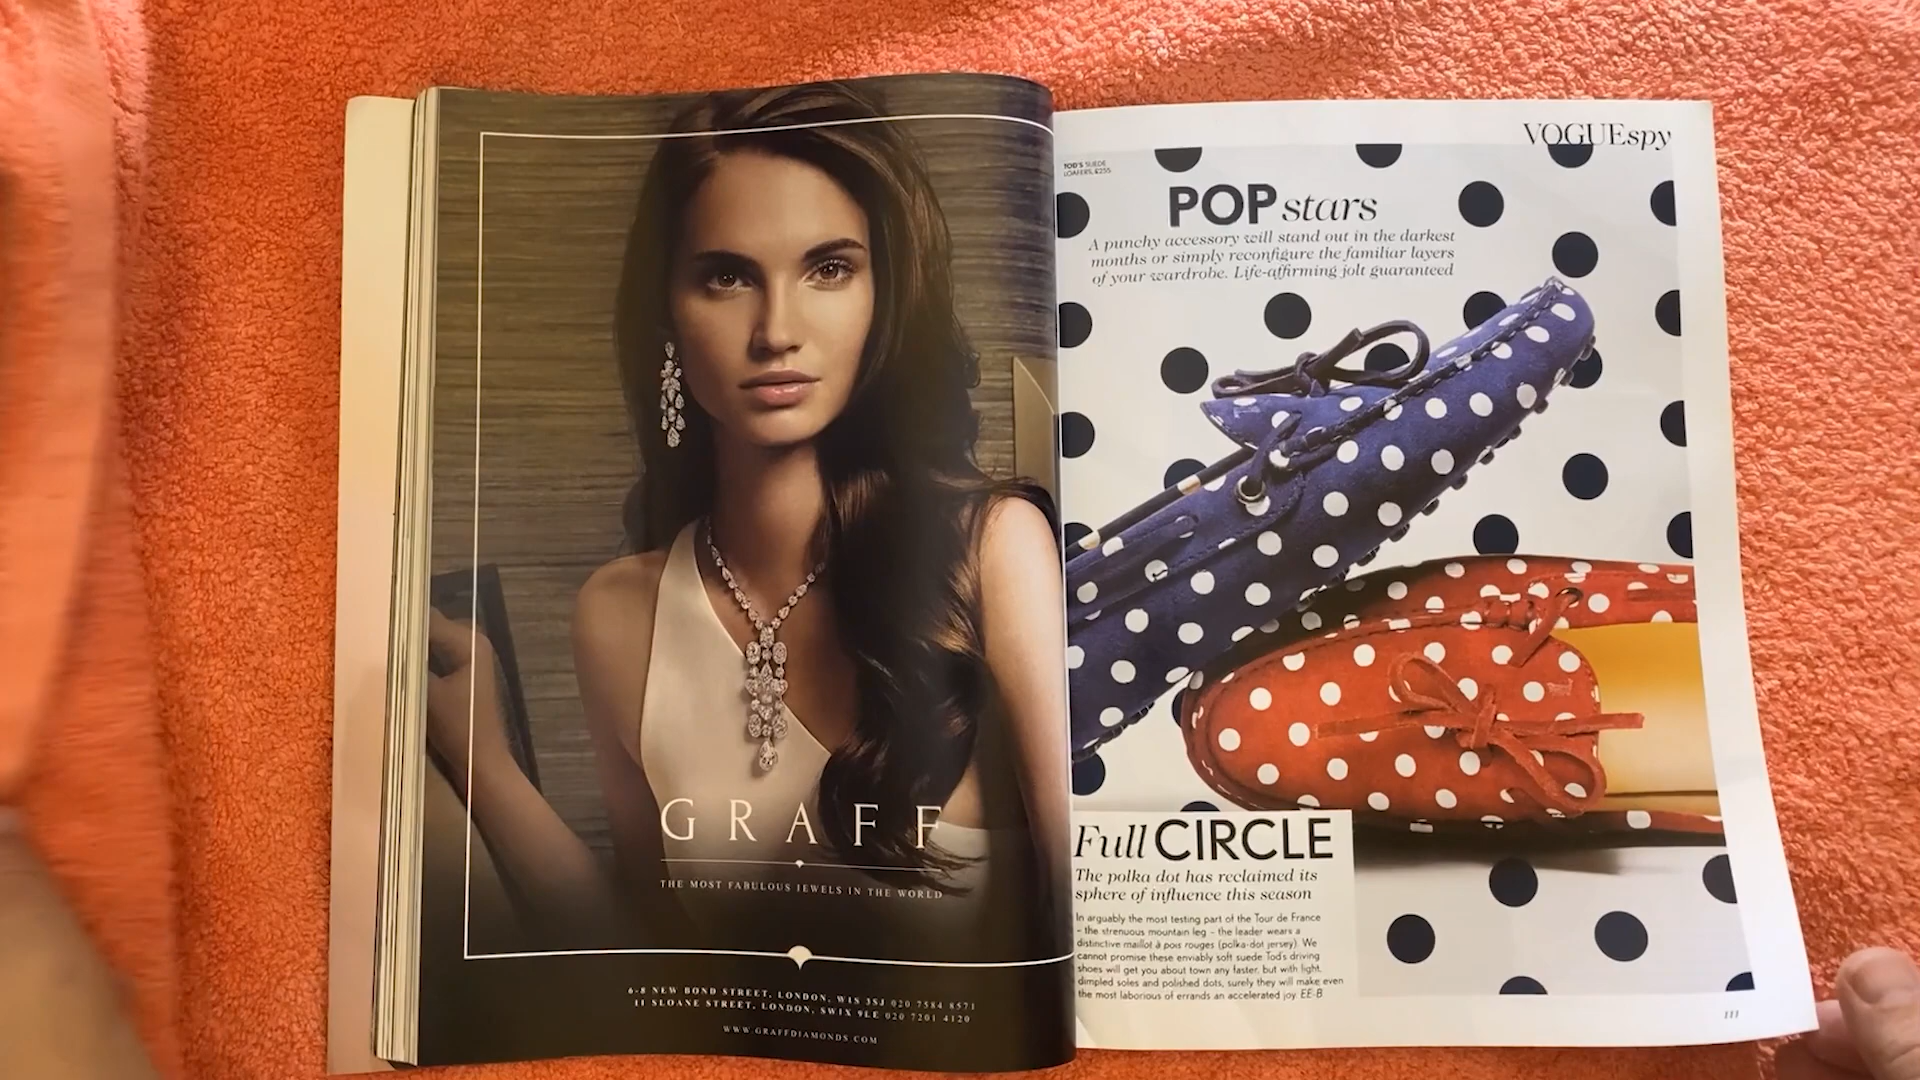 GRAFF
THE MOST FABULOUS JEWELS IN THE WORLD
6-8 NEW BOND STREET, LONDON, W1S 3SJ 020 7584 8571
11 SLOANE STREET, LONDON, SW1X 9LE 020 7201 4120
WWW.GRAFFDIAMONDS.COM
VOGUEspy
TOD'S SUEDE
LOAFERS, £255
POP stars
A punchy accessory will stand out in the darkest
months or simply reconfigure the familiar layers
of your wardrobe. Life-affirming jolt guaranteed
Full CIRCLE
The polka dot has reclaimed its
sphere of influence this season
In arguably the most testing part of the Tour de France
– the strenuous mountain leg – the leader wears a
distinctive maillot à pois rouges (polka-dot jersey). We
cannot promise these enviably soft suede Tod's driving
shoes will get you about town any faster, but with light,
dimpled soles and polished dots, surely they will make even
the most laborious of errands an accelerated joy. EE-B
111